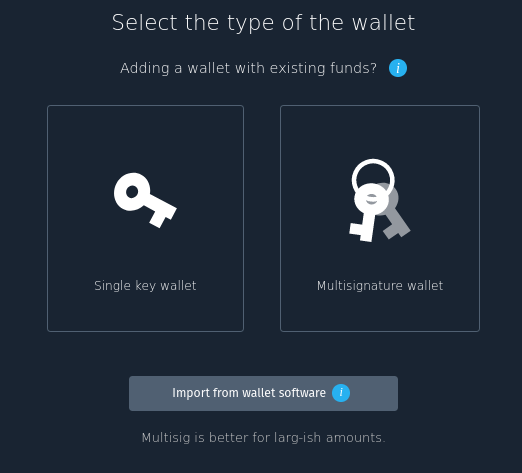 Select the type of the wallet
Adding a wallet with existing funds? i
Single key wallet
Multisignature wallet
Import from wallet software i
Multisig is better for larg-ish amounts.